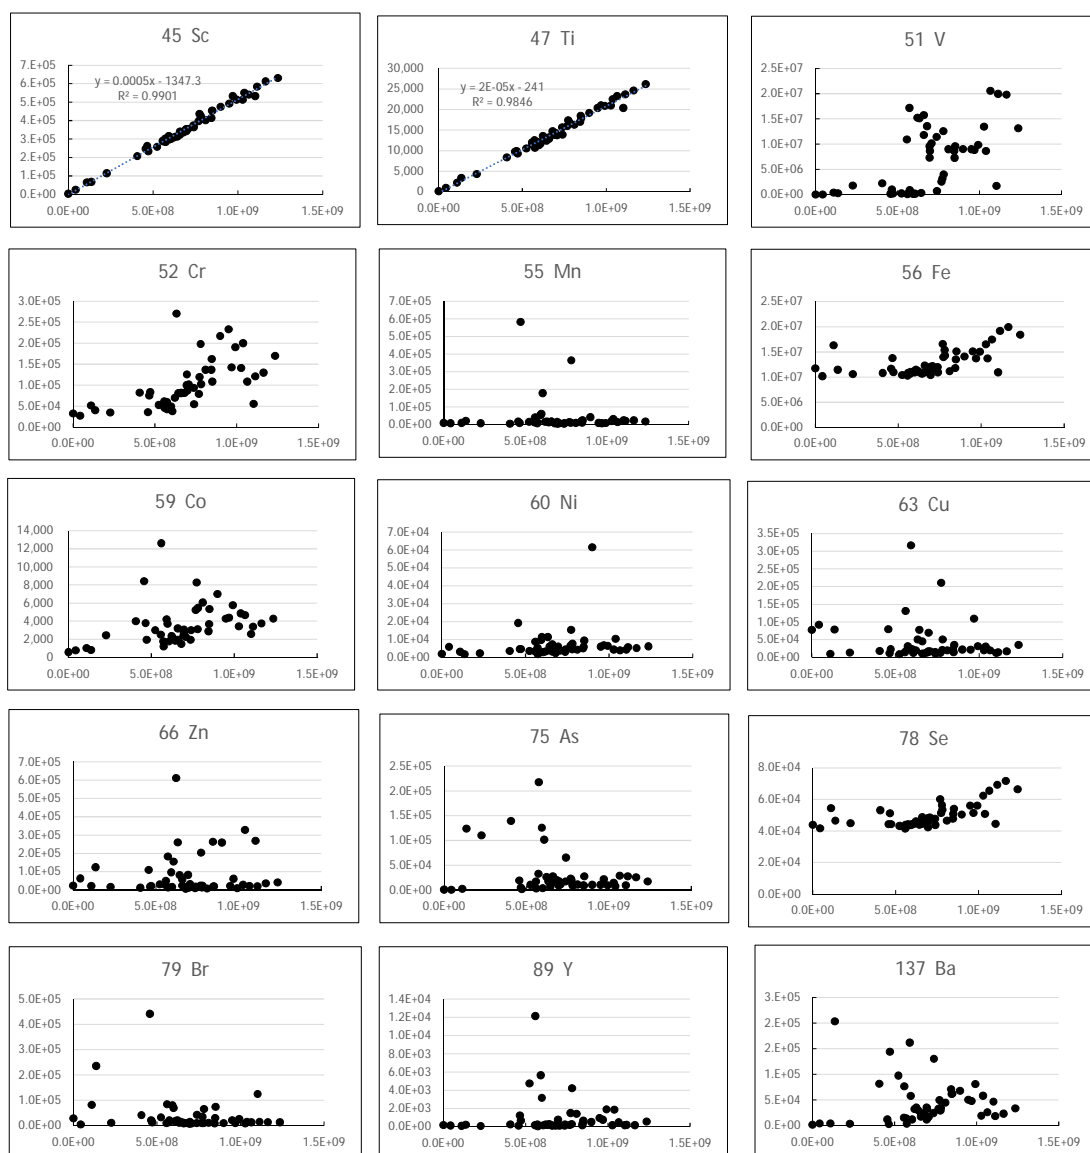 45 Sc
7.0E+05
6.0E+05
5.0E+05
4.0E+05
3.0E+05
2.0E+05
1.0E+05
0.0E+00
y = 0.0005x - 1347.3
R² = 0.9901
0.0E+00 5.0E+08 1.0E+09 1.5E+09
47 Ti
30,000
25,000
20,000
15,000
10,000
5,000
0
y = 2E-05x - 241
R² = 0.9846
0.0E+00 5.0E+08 1.0E+09 1.5E+09
51 V
2.5E+07
2.0E+07
1.5E+07
1.0E+07
5.0E+06
0.0E+00
0.0E+00 5.0E+08 1.0E+09 1.5E+09
52 Cr
3.0E+05
2.5E+05
2.0E+05
1.5E+05
1.0E+05
5.0E+04
0.0E+00
0.0E+00 5.0E+08 1.0E+09 1.5E+09
55 Mn
7.0E+05
6.0E+05
5.0E+05
4.0E+05
3.0E+05
2.0E+05
1.0E+05
0.0E+00
0.0E+00 5.0E+08 1.0E+09 1.5E+09
56 Fe
2.5E+07
2.0E+07
1.5E+07
1.0E+07
5.0E+06
0.0E+00
0.0E+00 5.0E+08 1.0E+09 1.5E+09
59 Co
14,000
12,000
10,000
8,000
6,000
4,000
2,000
0
0.0E+00 5.0E+08 1.0E+09 1.5E+09
60 Ni
7.0E+04
6.0E+04
5.0E+04
4.0E+04
3.0E+04
2.0E+04
1.0E+04
0.0E+00
0.0E+00 5.0E+08 1.0E+09 1.5E+09
63 Cu
3.5E+05
3.0E+05
2.5E+05
2.0E+05
1.5E+05
1.0E+05
5.0E+04
0.0E+00
0.0E+00 5.0E+08 1.0E+09 1.5E+09
66 Zn
7.0E+05
6.0E+05
5.0E+05
4.0E+05
3.0E+05
2.0E+05
1.0E+05
0.0E+00
0.0E+00 5.0E+08 1.0E+09 1.5E+09
75 As
2.5E+05
2.0E+05
1.5E+05
1.0E+05
5.0E+04
0.0E+00
0.0E+00 5.0E+08 1.0E+09 1.5E+09
78 Se
8.0E+04
6.0E+04
4.0E+04
2.0E+04
0.0E+00
0.0E+00 5.0E+08 1.0E+09 1.5E+09
79 Br
5.0E+05
4.0E+05
3.0E+05
2.0E+05
1.0E+05
0.0E+00
0.0E+00 5.0E+08 1.0E+09 1.5E+09
89 Y
1.4E+04
1.2E+04
1.0E+04
8.0E+03
6.0E+03
4.0E+03
2.0E+03
0.0E+00
0.0E+00 5.0E+08 1.0E+09 1.5E+09
137 Ba
3.E+05
2.E+05
2.E+05
1.E+05
5.E+04
0.E+00
0.0E+00 5.0E+08 1.0E+09 1.5E+09